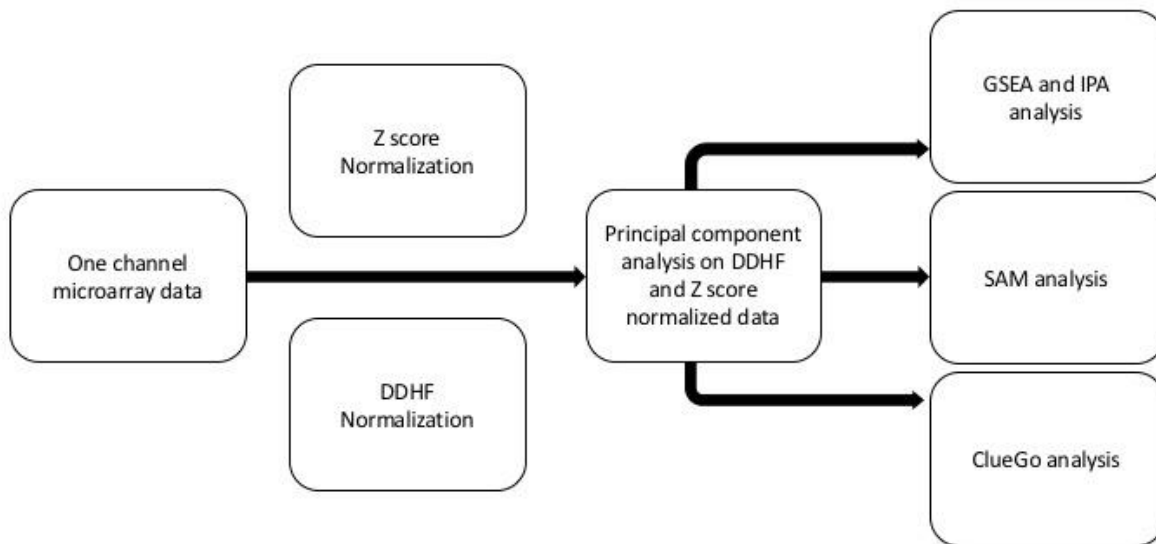 One channel
microarray data
Z score
Normalization
DDHF
Normalization
Principal component
analysis on DDHF
and Z score
normalized data
GSEA and IPA
analysis
SAM analysis
ClueGo analysis